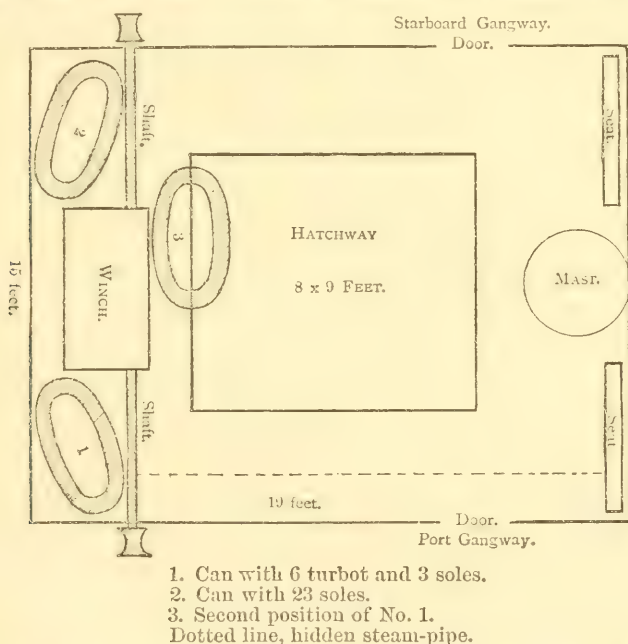 Starboard Gangway.
Door.
2
Shaft.
Seat.
3
HATCHWAY
8 x 9 FEET.
MAST.
15 feet.
WINCH.
Shaft.
1
Seat
19 feet.
Door.
Port Gangway.
1. Can with 6 turbot and 3 soles.
2. Can with 23 soles.
3. Second position of No. 1.
Dotted line, hidden steam-pipe.